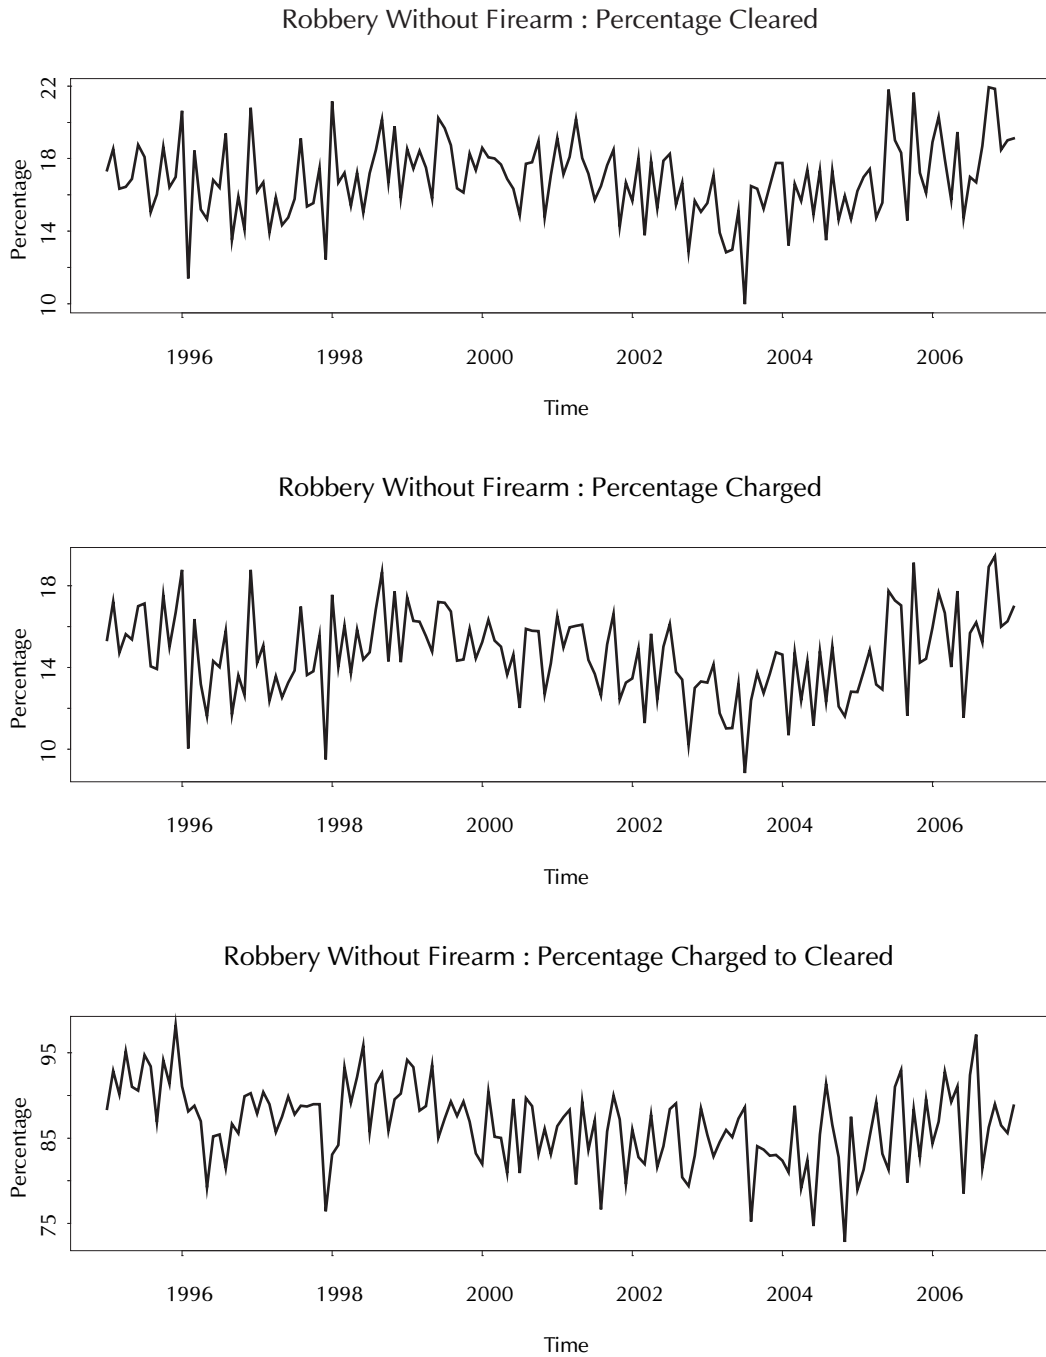 Robbery Without Firearm : Percentage Cleared
Percentage
22
18
14
10
1996 1998 2000 2002 2004 2006
Time
Robbery Without Firearm : Percentage Charged
Percentage
18
14
10
1996 1998 2000 2002 2004 2006
Time
Robbery Without Firearm : Percentage Charged to Cleared
Percentage
95
85
75
1996 1998 2000 2002 2004 2006
Time